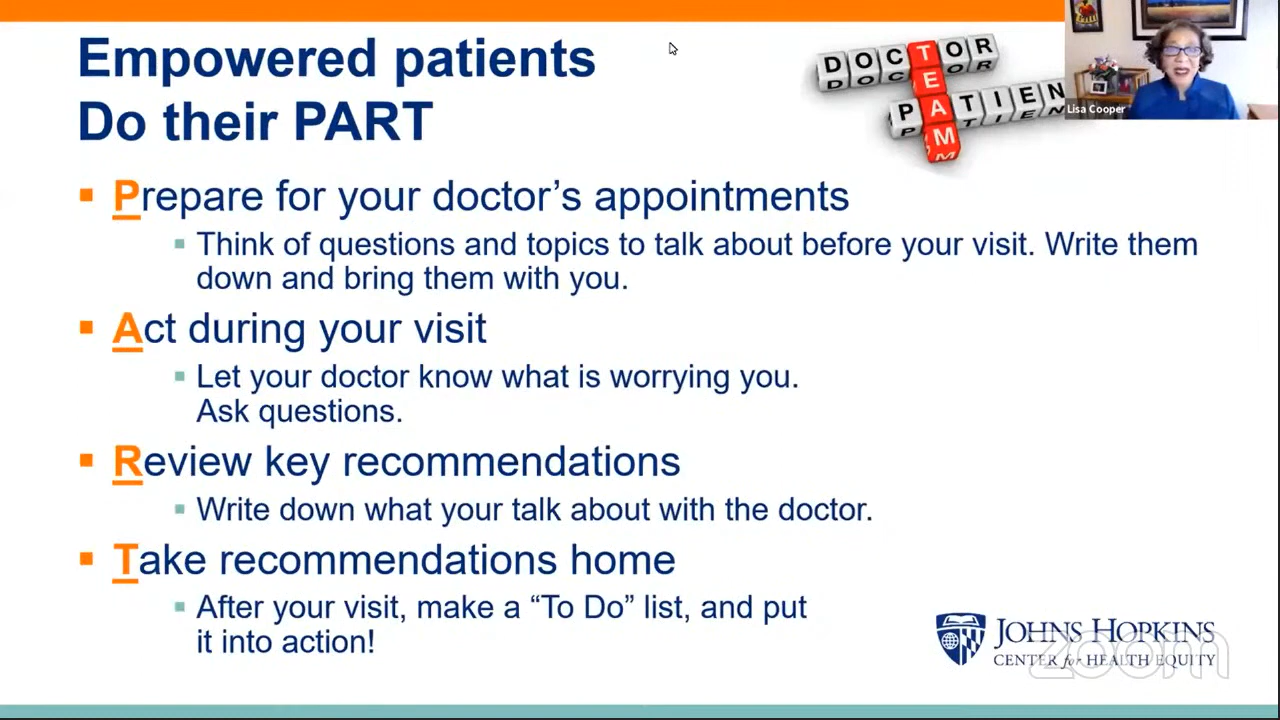 Empowered patients
Do their PART
DOCTOR
DOCTOR
TEAM
M
PATIEN
PATIEN
Lisa Cooper
Prepare for your doctor’s appointments
Think of questions and topics to talk about before your visit. Write them
down and bring them with you.
Act during your visit
Let your doctor know what is worrying you.
Ask questions.
Review key recommendations
Write down what your talk about with the doctor.
Take recommendations home
After your visit, make a “To Do” list, and put
it into action!
JOHNS HOPKINS
CENTER for HEALTH EQUITY
zoom